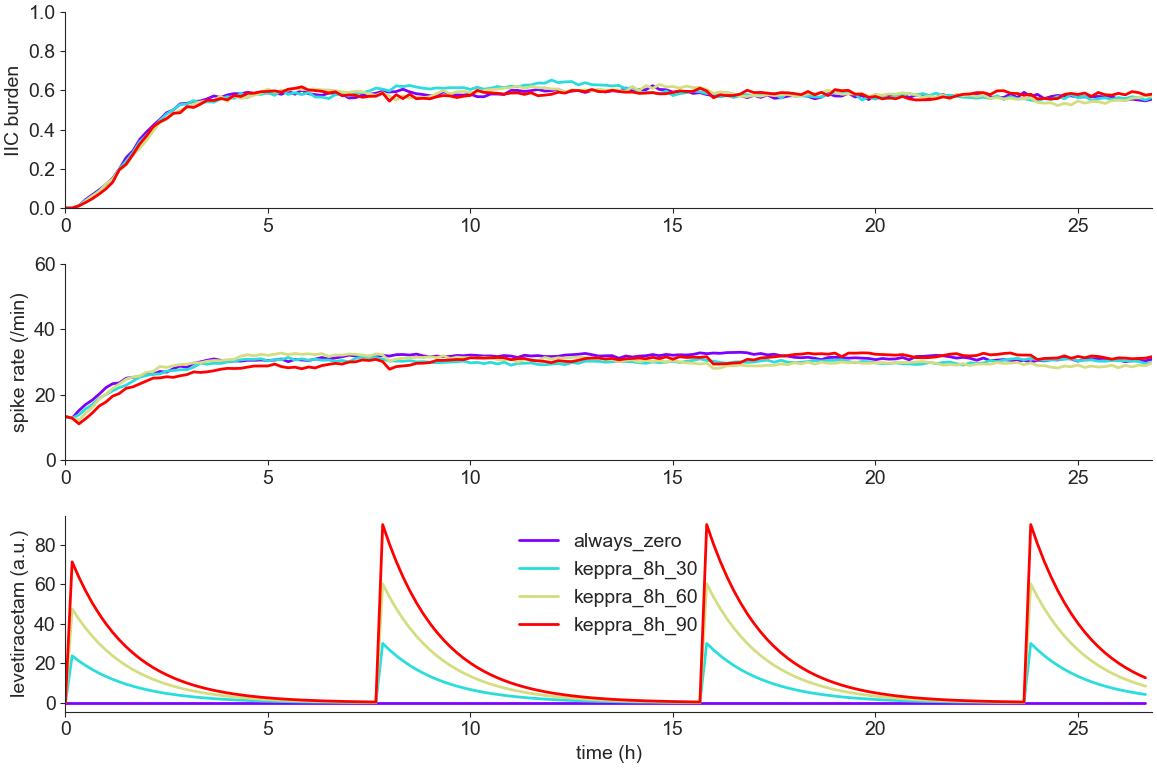 IIC burden
1.0
0.8
0.6
0.4
0.2
0.0
0 5 10 15 20 25
spike rate (/min)
60
40
20
0
0 5 10 15 20 25
levetiracetam (a.u.)
80
60
40
20
0
always_zero
keppra_8h_30
keppra_8h_60
keppra_8h_90
0 5 10 15 20 25
time (h)